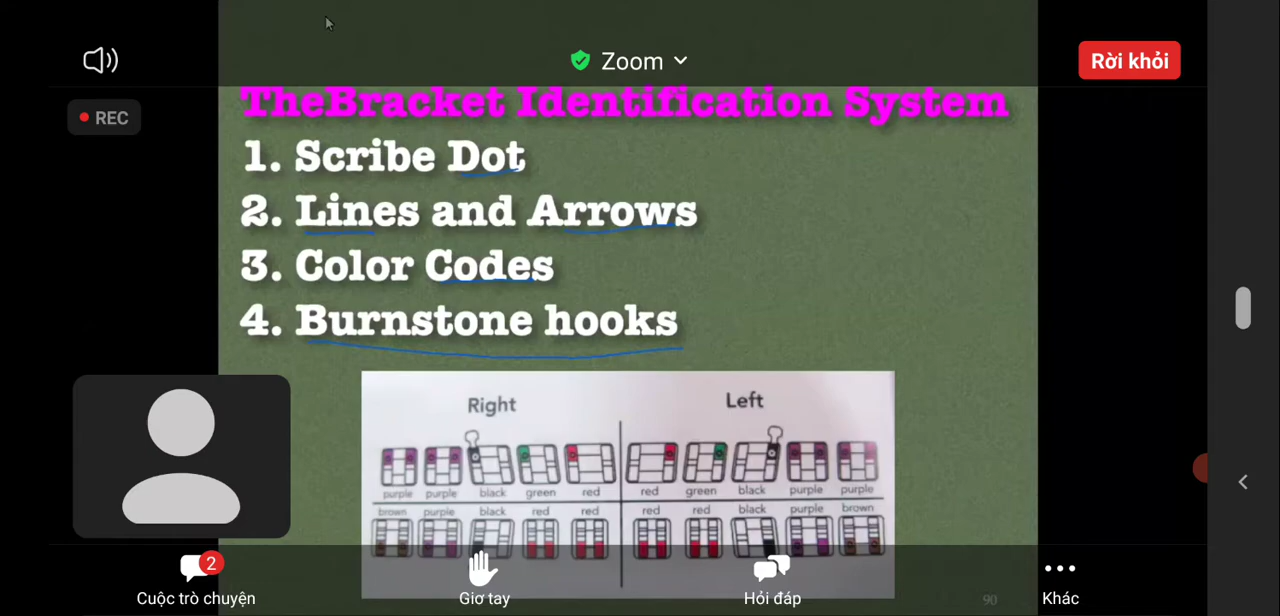 Zoom
Rời khỏi
REC
TheBracket Identification System
1. Scribe Dot
2. Lines and Arrows
3. Color Codes
4. Burnstone hooks
Right
Left
purple purple black green red red green black purple purple
brown purple black red red red red black purple brown
2
Cuộc trò chuyện
Giơ tay
Hỏi đáp
Khác
90